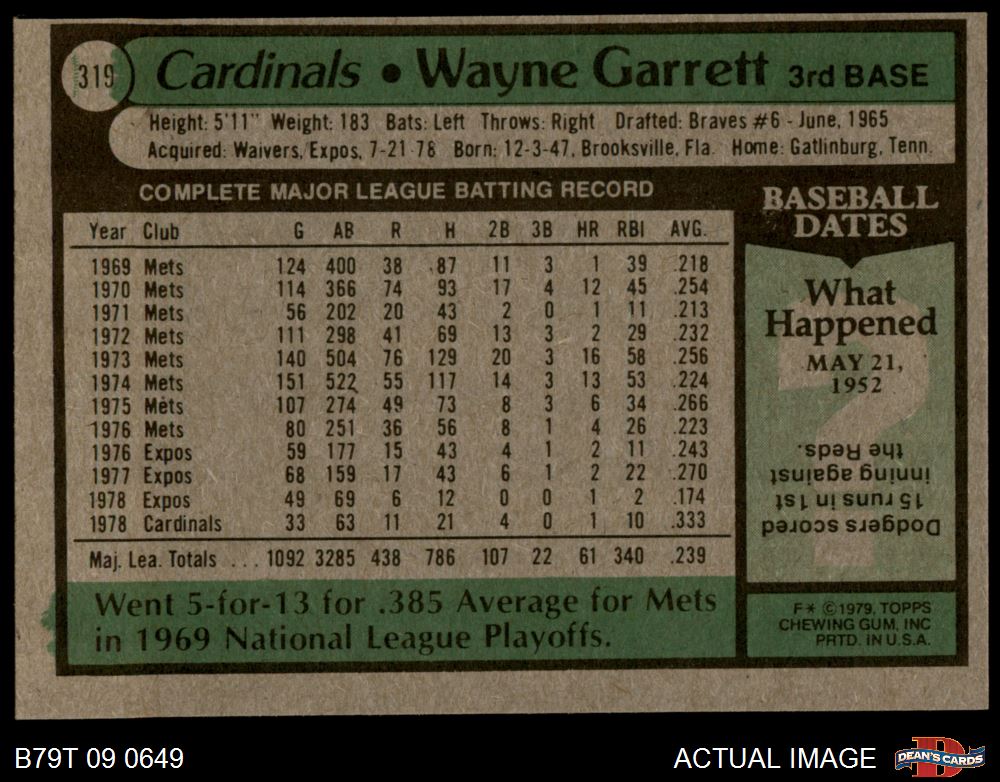 319
Cardinals • Wayne Garrett 3rd BASE
Height: 5'11" Weight: 183 Bats: Left Throws: Right Drafted: Braves #6 - June, 1965
Acquired: Waivers, Expos, 7-21-78 Born: 12-3-47, Brooksville, Fla. Home: Gatlinburg, Tenn.
COMPLETE MAJOR LEAGUE BATTING RECORD
Year Club G AB R H 2B 3B HR RBI AVG.
1969 Mets 124 400 38 87 11 3 1 39 .218
1970 Mets 114 366 74 93 17 4 12 45 .254
1971 Mets 56 202 20 43 2 0 1 11 .213
1972 Mets 111 298 41 69 13 3 2 29 .232
1973 Mets 140 504 76 129 20 3 16 58 .256
1974 Mets 151 522 55 117 14 3 13 53 .224
1975 Mets 107 274 49 73 8 3 6 34 .266
1976 Mets 80 251 36 56 8 1 4 26 .223
1976 Expos 59 177 15 43 4 1 2 11 .243
1977 Expos 68 159 17 43 6 1 2 22 .270
1978 Expos 49 69 6 12 0 0 1 2 .174
1978 Cardinals 33 63 11 21 4 0 1 10 .333
Maj. Lea. Totals ... 1092 3285 438 786 107 22 61 340 .239
Went 5-for-13 for .385 Average for Mets
in 1969 National League Playoffs.
BASEBALL
DATES
What
Happened
MAY 21,
1952
Dodgers scored
15 runs in 1st
inning against
the Reds.
F* ©1979, TOPPS
CHEWING GUM, INC
PRTD. IN U.S.A.
B79T 09 0649
ACTUAL IMAGE
D
DEAN'S CARDS